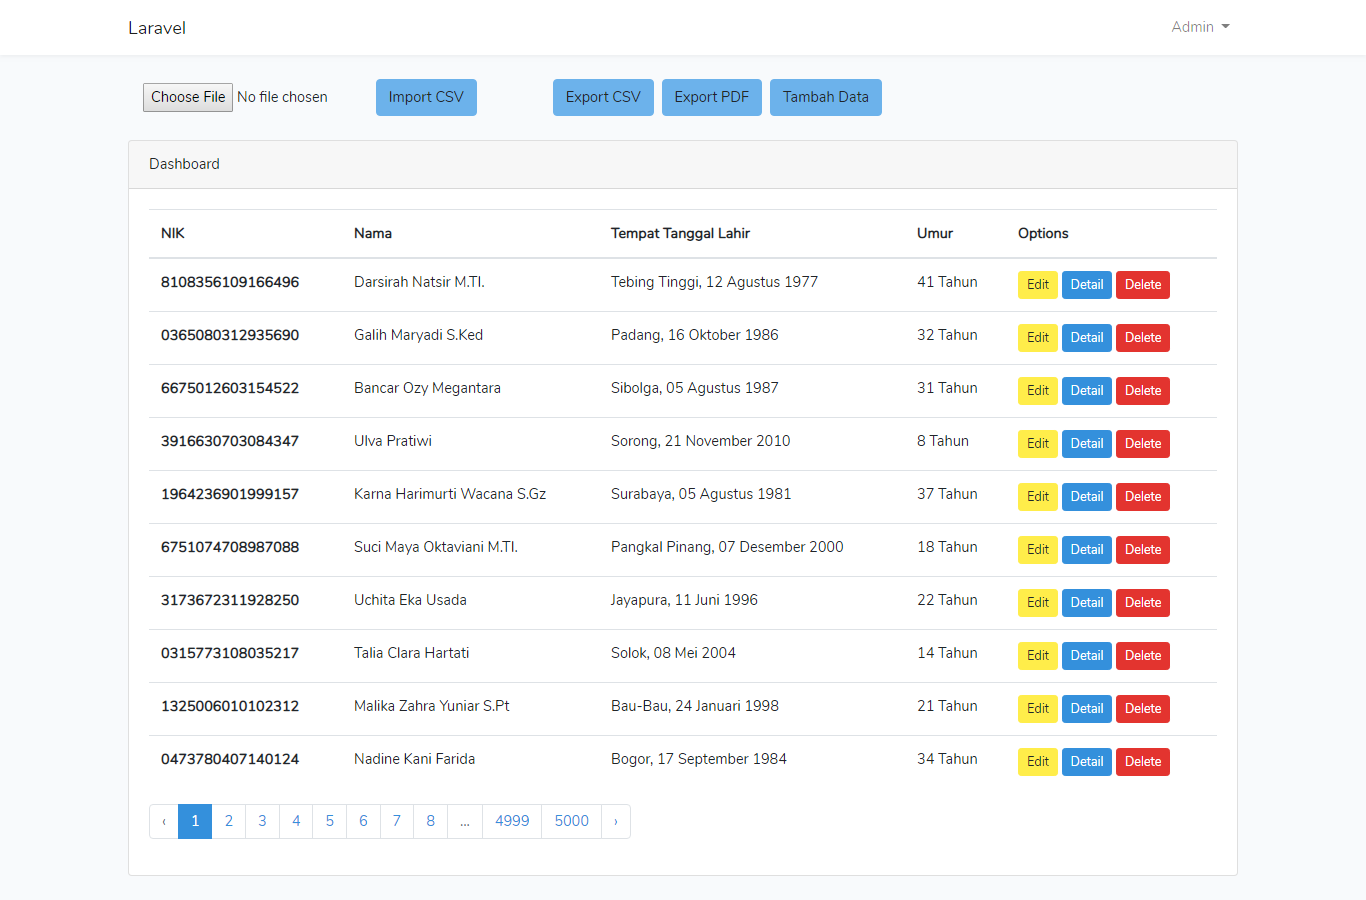 Laravel Admin
Choose File No file chosen Import CSV Export CSV Export PDF Tambah Data
Dashboard
NIK Nama Tempat Tanggal Lahir Umur Options
8108356109166496 Darsirah Natsir M.TI. Tebing Tinggi, 12 Agustus 1977 41 Tahun Edit Detail Delete
0365080312935690 Galih Maryadi S.Ked Padang, 16 Oktober 1986 32 Tahun Edit Detail Delete
6675012603154522 Bancar Ozy Megantara Sibolga, 05 Agustus 1987 31 Tahun Edit Detail Delete
3916630703084347 Ulva Pratiwi Sorong, 21 November 2010 8 Tahun Edit Detail Delete
1964236901999157 Karna Harimurti Wacana S.Gz Surabaya, 05 Agustus 1981 37 Tahun Edit Detail Delete
6751074708987088 Suci Maya Oktaviani M.TI. Pangkal Pinang, 07 Desember 2000 18 Tahun Edit Detail Delete
3173672311928250 Uchita Eka Usada Jayapura, 11 Juni 1996 22 Tahun Edit Detail Delete
0315773108035217 Talia Clara Hartati Solok, 08 Mei 2004 14 Tahun Edit Detail Delete
1325006010102312 Malika Zahra Yuniar S.Pt Bau-Bau, 24 Januari 1998 21 Tahun Edit Detail Delete
0473780407140124 Nadine Kani Farida Bogor, 17 September 1984 34 Tahun Edit Detail Delete
‹ 1 2 3 4 5 6 7 8 ... 4999 5000 ›